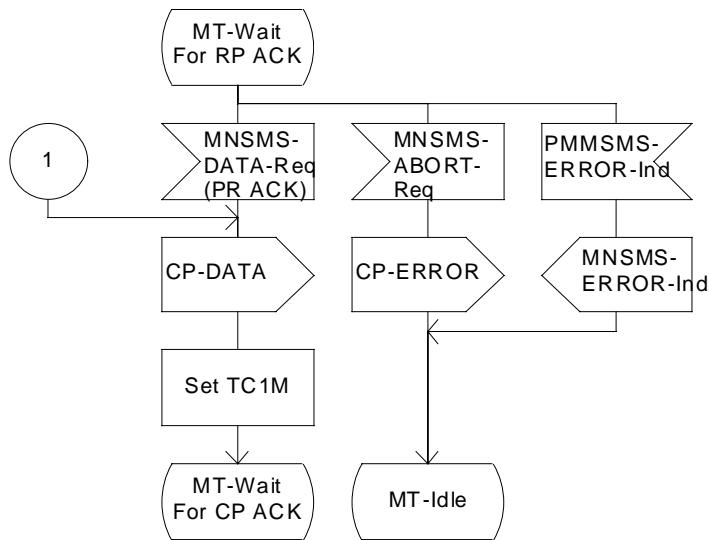 MT-Wait
For RP ACK
1
MNSMS-
DATA-Req
(PR ACK)
MNSMS-
ABORT-
Req
PMMSMS-
ERROR-Ind
CP-DATA
CP-ERROR
MNSMS-
ERROR-Ind
Set TC1M
MT-Wait
For CP ACK
MT-Idle